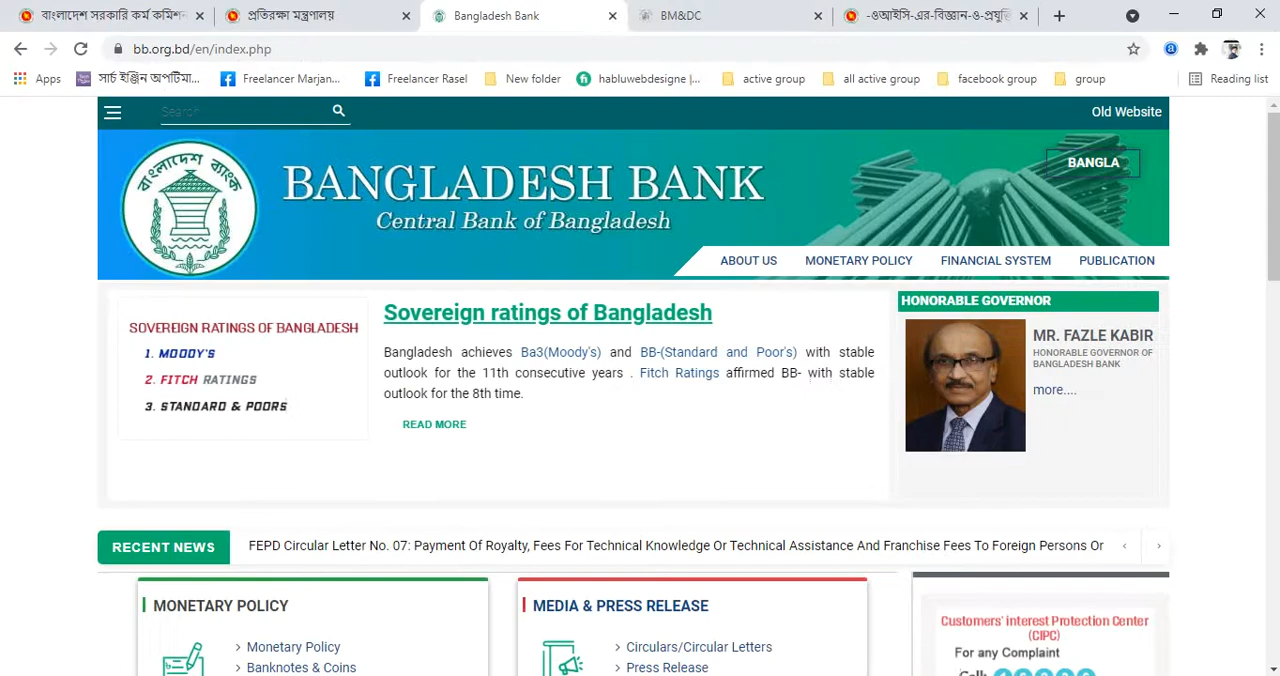 বাংলাদেশ সরকারি কর্ম কমিশন
প্রতিরক্ষা মন্ত্রণালয়
Bangladesh Bank
BM&DC
-ওআইসি-এর-বিজ্ঞান-ও-প্রযু
bb.org.bd/en/index.php
Apps
সার্চ ইঞ্জিন অপটিমা...
Freelancer Marjan...
Freelancer Rasel
New folder
habluwebdesigne |...
active group
all active group
facebook group
group
Reading list
Search
Old Website
বাংলাদেশ ব্যাংক
BANGLADESH BANK
Central Bank of Bangladesh
BANGLA
ABOUT US
MONETARY POLICY
FINANCIAL SYSTEM
PUBLICATION
SOVEREIGN RATINGS OF BANGLADESH
1. MOODY'S
2. FITCH RATINGS
3. STANDARD & POORS
Sovereign ratings of Bangladesh
Bangladesh achieves Ba3(Moody's) and BB-(Standard and Poor's) with stable
outlook for the 11th consecutive years . Fitch Ratings affirmed BB- with stable
outlook for the 8th time.
READ MORE
HONORABLE GOVERNOR
MR. FAZLE KABIR
HONORABLE GOVERNOR OF
BANGLADESH BANK
more....
RECENT NEWS
FEPD Circular Letter No. 07: Payment Of Royalty, Fees For Technical Knowledge Or Technical Assistance And Franchise Fees To Foreign Persons Or
MONETARY POLICY
Monetary Policy
Banknotes & Coins
MEDIA & PRESS RELEASE
Circulars/Circular Letters
Press Release
Customers' interest Protection Center
(CIPC)
For any Complaint